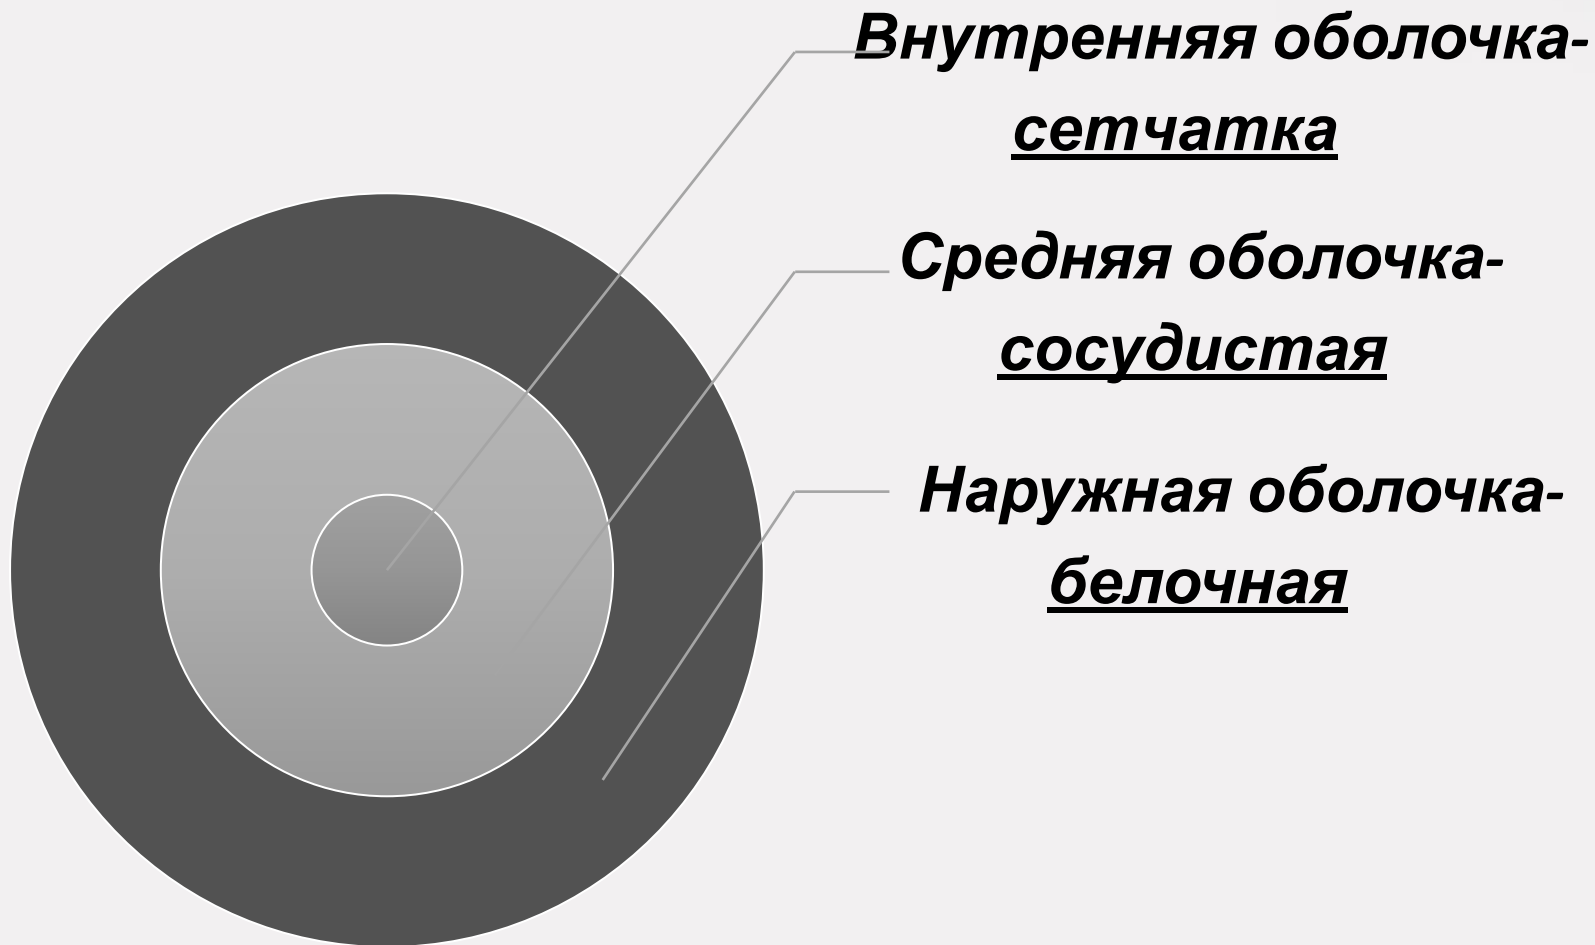 Внутренняя оболочка-
сетчатка
Средняя оболочка-
сосудистая
Наружная оболочка-
белочная